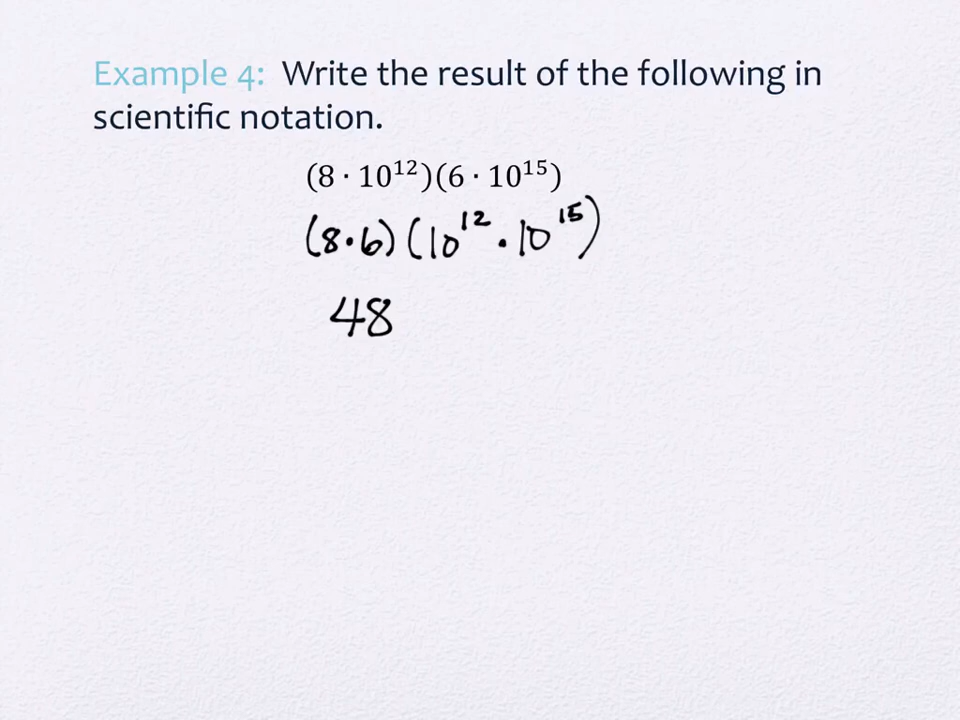 Example 4: Write the result of the following in
scientific notation.
(8 · 10¹²)(6 · 10¹⁵)
(8 · 6) (10¹² · 10¹⁵)
48